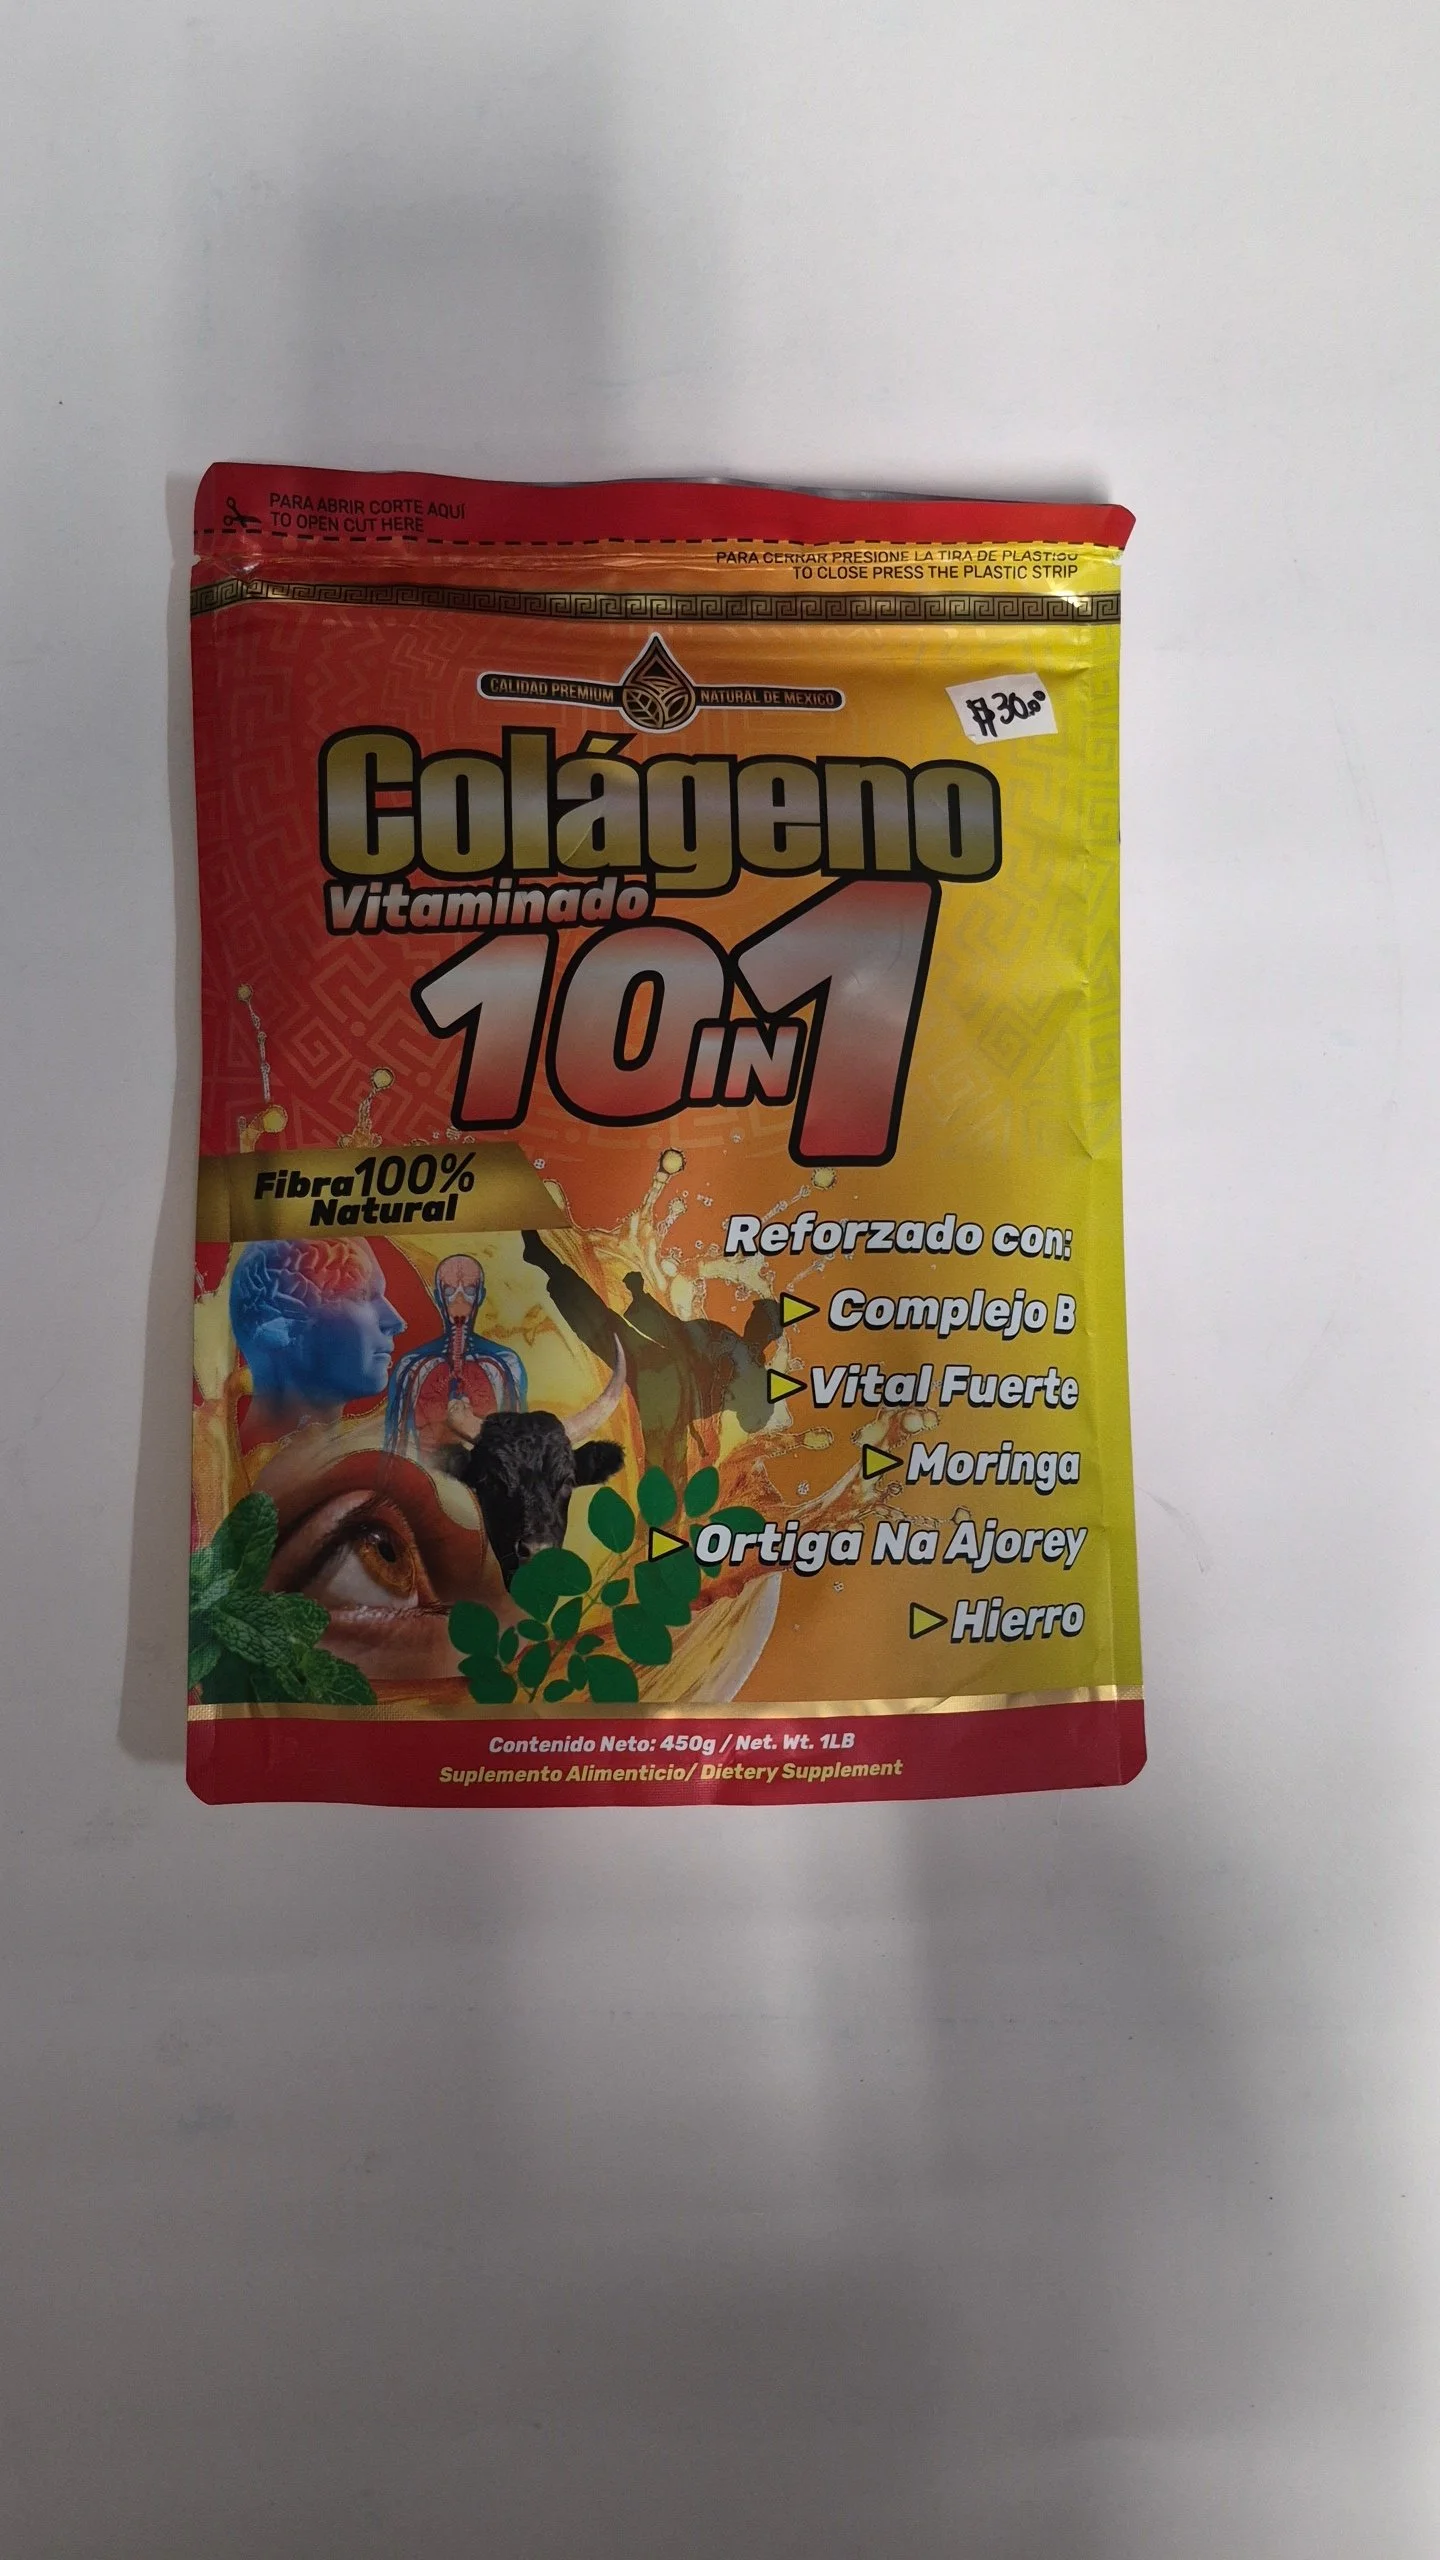 PARA ABRIR CORTE AQUÍ
TO OPEN CUT HERE
PARA CERRAR PRESIONE LA TIRA DE PLASTICO
TO CLOSE PRESS THE PLASTIC STRIP
CALIDAD PREMIUM NATURAL DE MEXICO
$30.00
Colágeno
Vitaminado
10 IN 1
Fibra 100%
Natural
Reforzado con:
Complejo B
Vital Fuerte
Moringa
Ortiga Na Ajorey
Hierro
Contenido Neto: 450g / Net. Wt. 1LB
Suplemento Alimenticio/ Dietery Supplement